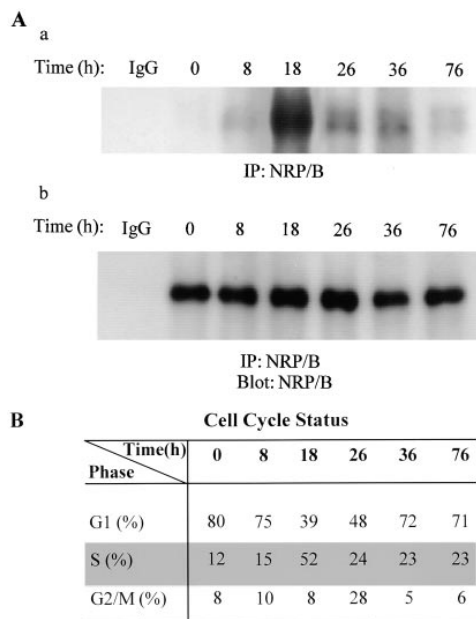 A
a
Time (h): IgG 0 8 18 26 36 76
IP: NRP/B
b
Time (h): IgG 0 8 18 26 36 76
IP: NRP/B
Blot: NRP/B
B Cell Cycle Status
Time(h) 0 8 18 26 36 76
Phase
G1 (%) 80 75 39 48 72 71
S (%) 12 15 52 24 23 23
G2/M (%) 8 10 8 28 5 6